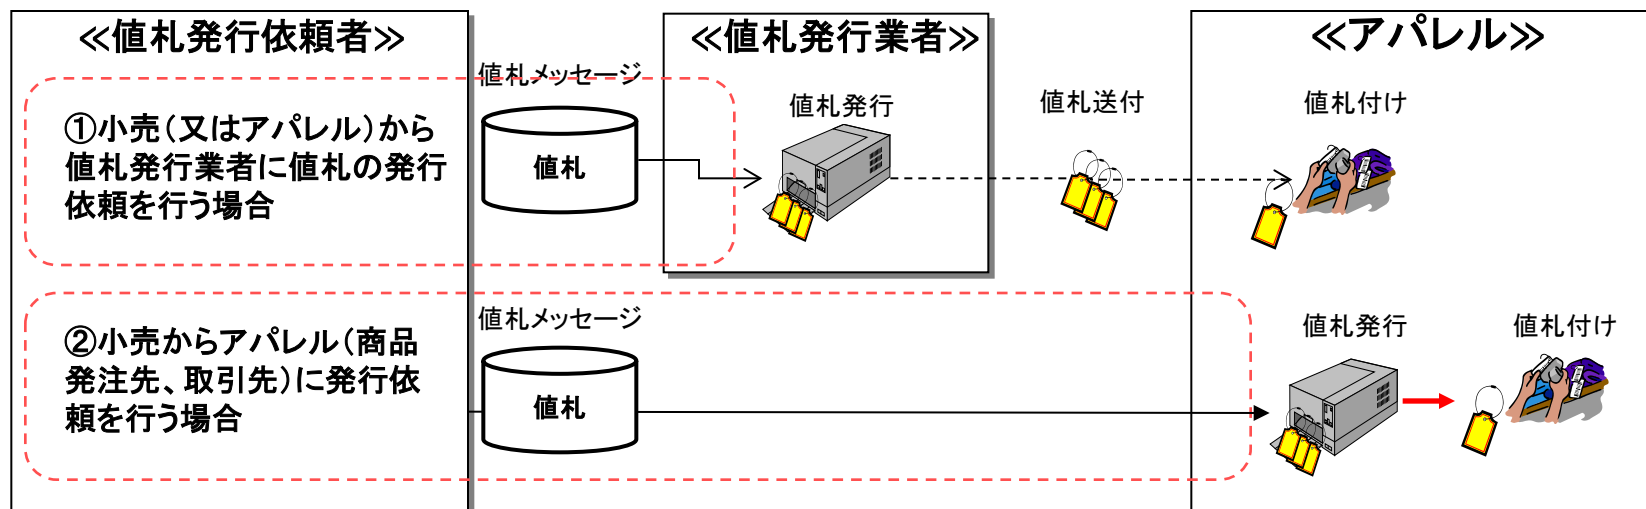 ≪値札発行依頼者≫
≪値札発行業者≫
≪アパレル≫
①小売（又はアパレル）から
値札発行業者に値札の発行
依頼を行う場合
値札メッセージ
値札
値札発行
値札送付
値札付け
②小売からアパレル（商品
発注先、取引先）に発行依
頼を行う場合
値札メッセージ
値札
値札発行
値札付け